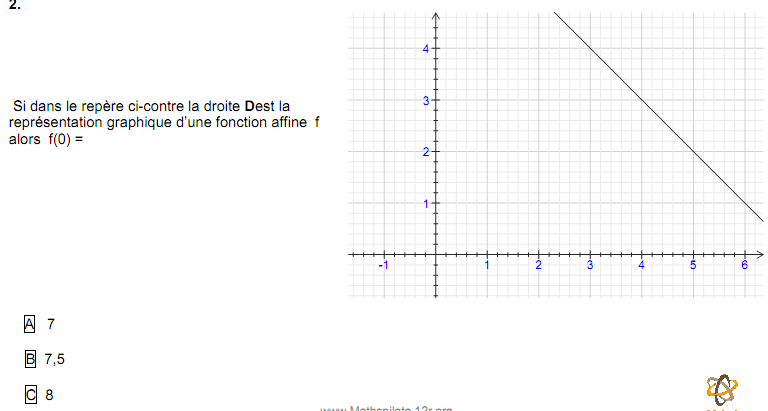 2.
Si dans le repère ci-contre la droite Dest la
représentation graphique d'une fonction affine f
alors f(0) =
4
3
2
1
-1 1 2 3 4 5 6
A 7
B 7,5
C 8